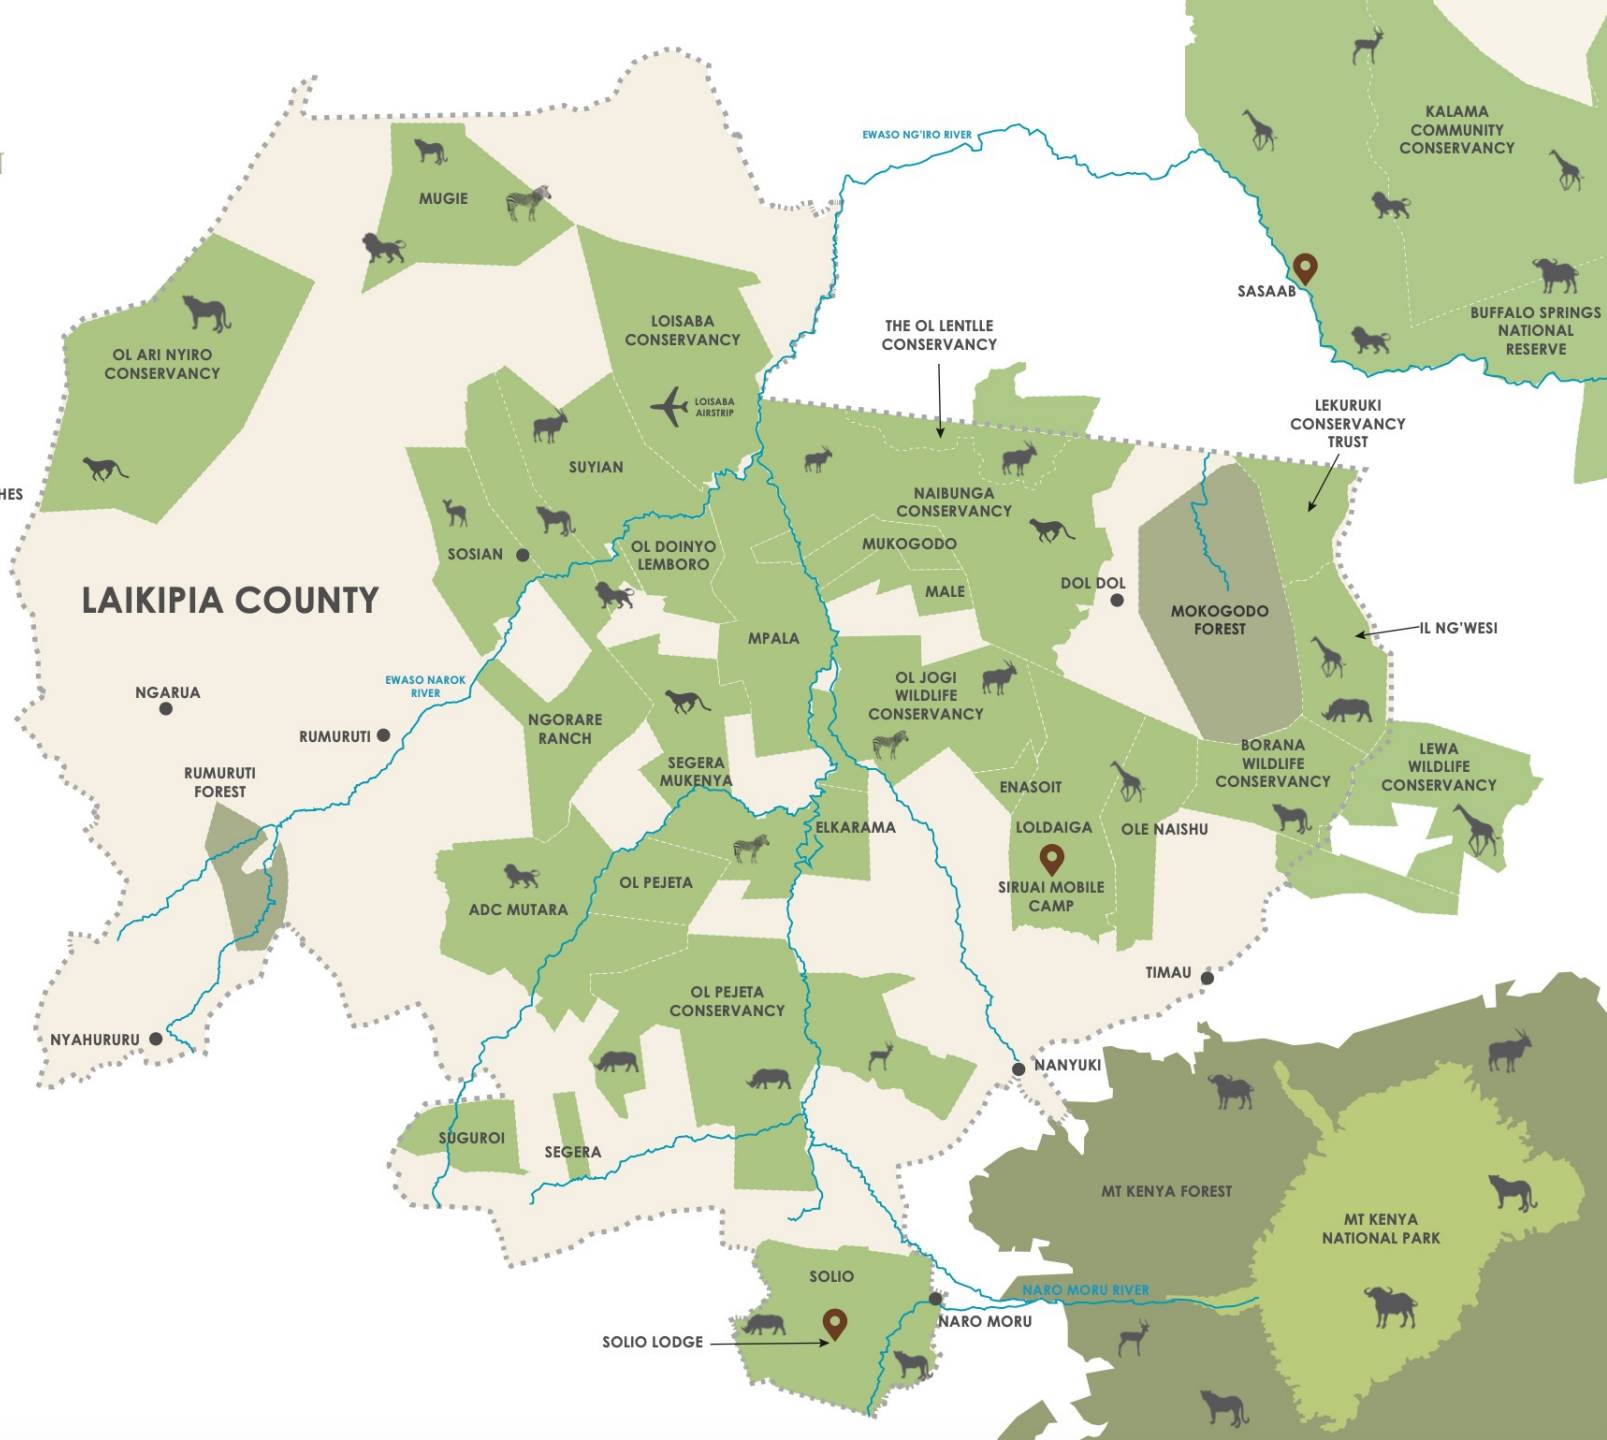 EWASO NG'IRO RIVER
KALAMA
COMMUNITY
CONSERVANCY
MUGIE
SASAAB
BUFFALO SPRINGS
NATIONAL
RESERVE
LOISABA
CONSERVANCY
THE OL LENTLLE
CONSERVANCY
OL ARI NYIRO
CONSERVANCY
LOISABA
AIRSTRIP
LEKURUKI
CONSERVANCY
TRUST
SUYIAN
HES
NAIBUNGA
CONSERVANCY
SOSIAN
OL DOINYO
LEMBORO
MUKOGODO
MALE
DOL DOL
LAIKIPIA COUNTY
MOKOGODO
FOREST
IL NG'WESI
MPALA
EWASO NAROK
RIVER
OL JOGI
WILDLIFE
CONSERVANCY
NGARUA
RUMURUTI
NGORARE
RANCH
RUMURUTI
FOREST
SEGERA
MUKENYA
ENASOIT
BORANA
WILDLIFE
CONSERVANCY
LEWA
WILDLIFE
CONSERVANCY
ELKARAMA
LOLDAIGA
OLE NAISHU
OL PEJETA
SIRUAI MOBILE
CAMP
ADC MUTARA
TIMAU
OL PEJETA
CONSERVANCY
NYAHURURU
NANYUKI
SUGUROI
SEGERA
MT KENYA FOREST
MT KENYA
NATIONAL PARK
SOLIO
NARO MORU RIVER
NARO MORU
SOLIO LODGE